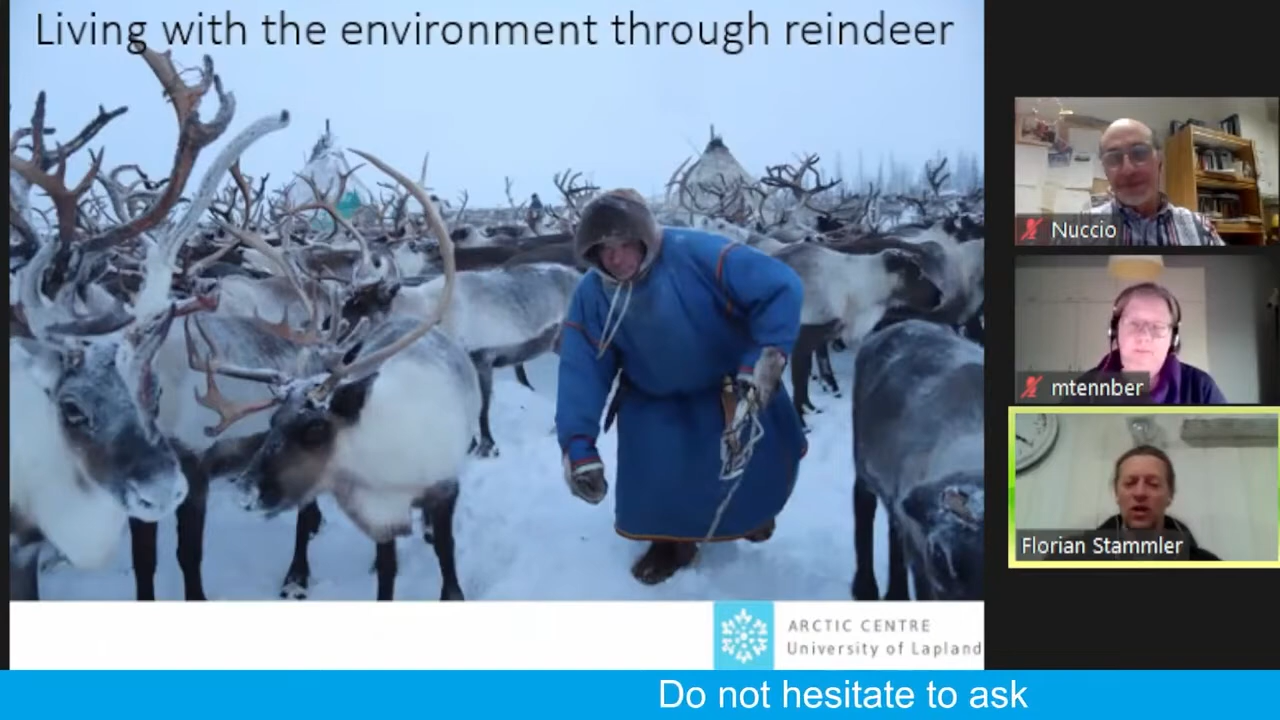 Living with the environment through reindeer
Nuccio
mtennber
Florian Stammler
ARCTIC CENTRE
University of Lapland
Do not hesitate to ask